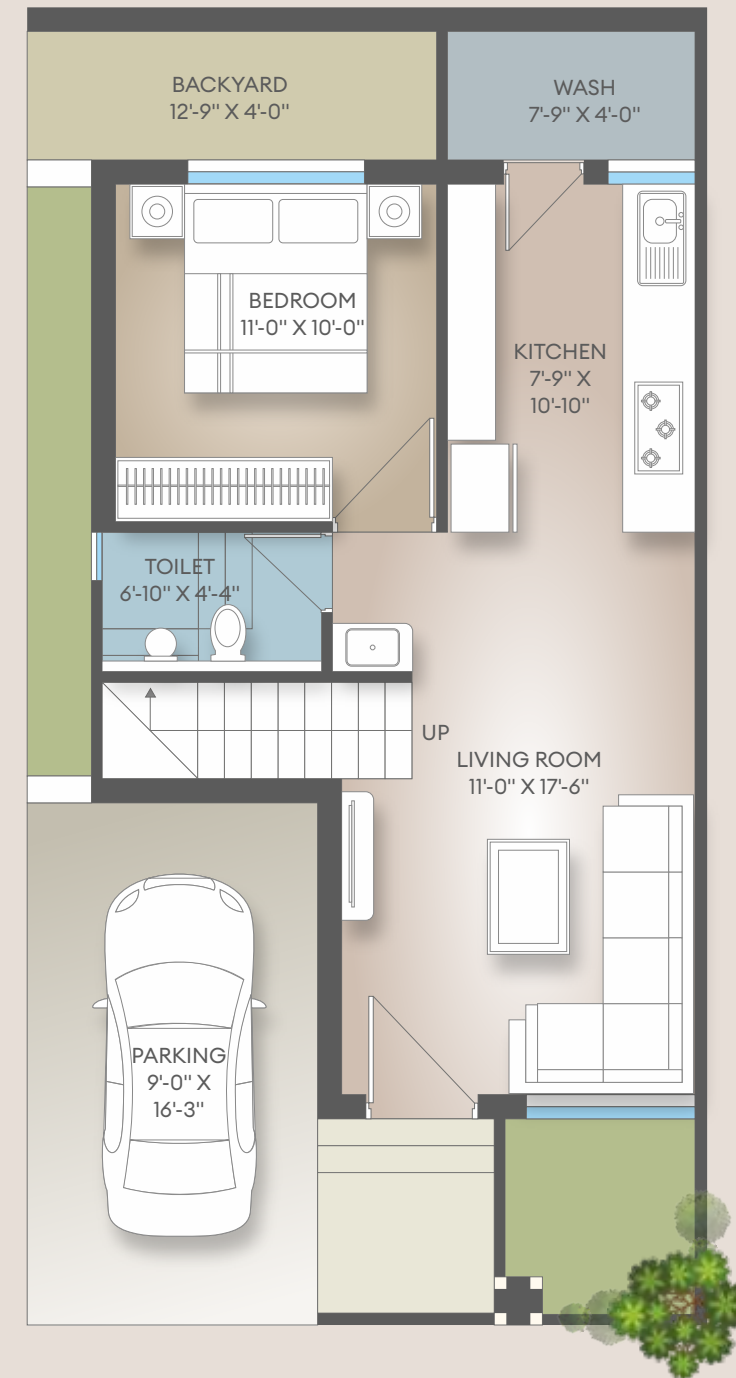 BACKYARD
12'-9" X 4'-0"
WASH
7'-9" X 4'-0"
BEDROOM
11'-0" X 10'-0"
KITCHEN
7'-9" X
10'-10"
TOILET
6'-10" X 4'-4"
UP
LIVING ROOM
11'-0" X 17'-6"
PARKING
9'-0" X
16'-3"